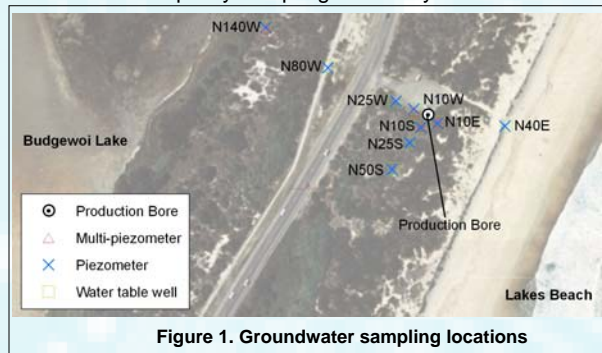 N140W
N80W
N25W
N10W
N10S
N10E
N40E
N25S
N50S
Budgewoi Lake
Production Bore
Lakes Beach
Production Bore
Multi-piezometer
Piezometer
Water table well
Figure 1. Groundwater sampling locations